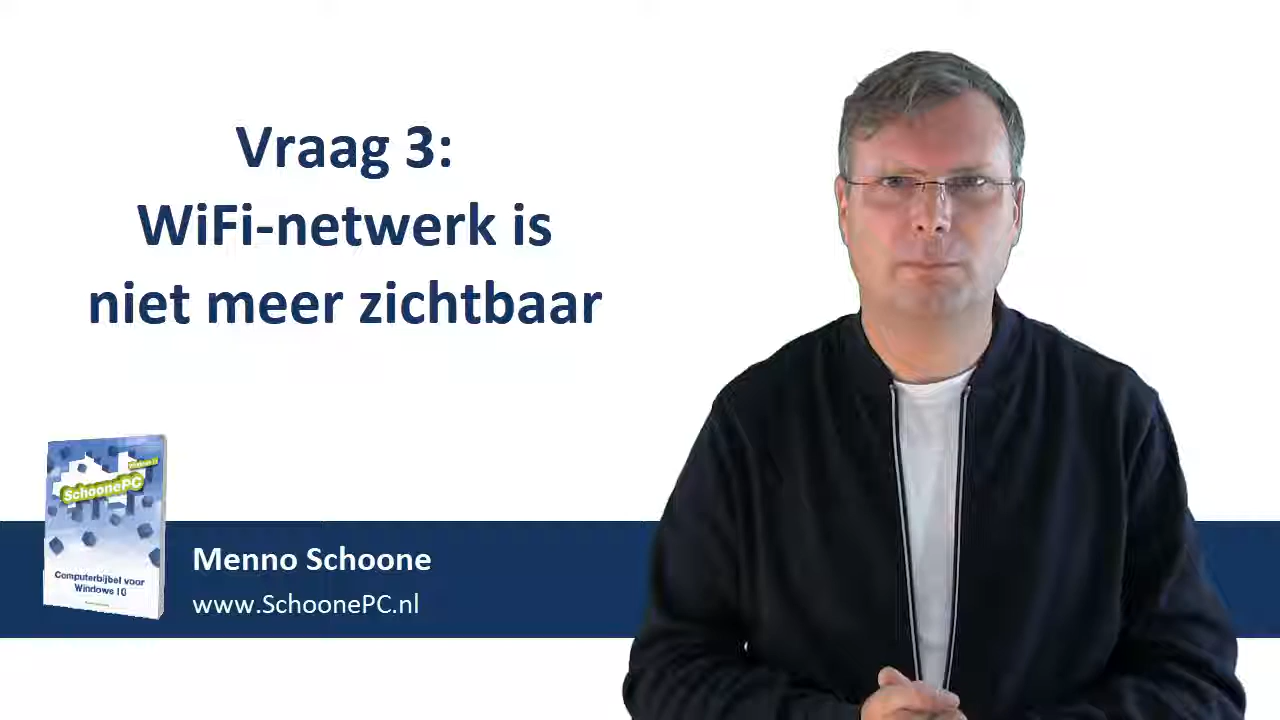 Vraag 3:
WiFi-netwerk is
niet meer zichtbaar
SchoonePC
Computerbijbel voor
Windows 10
Menno Schoone
www.SchoonePC.nl